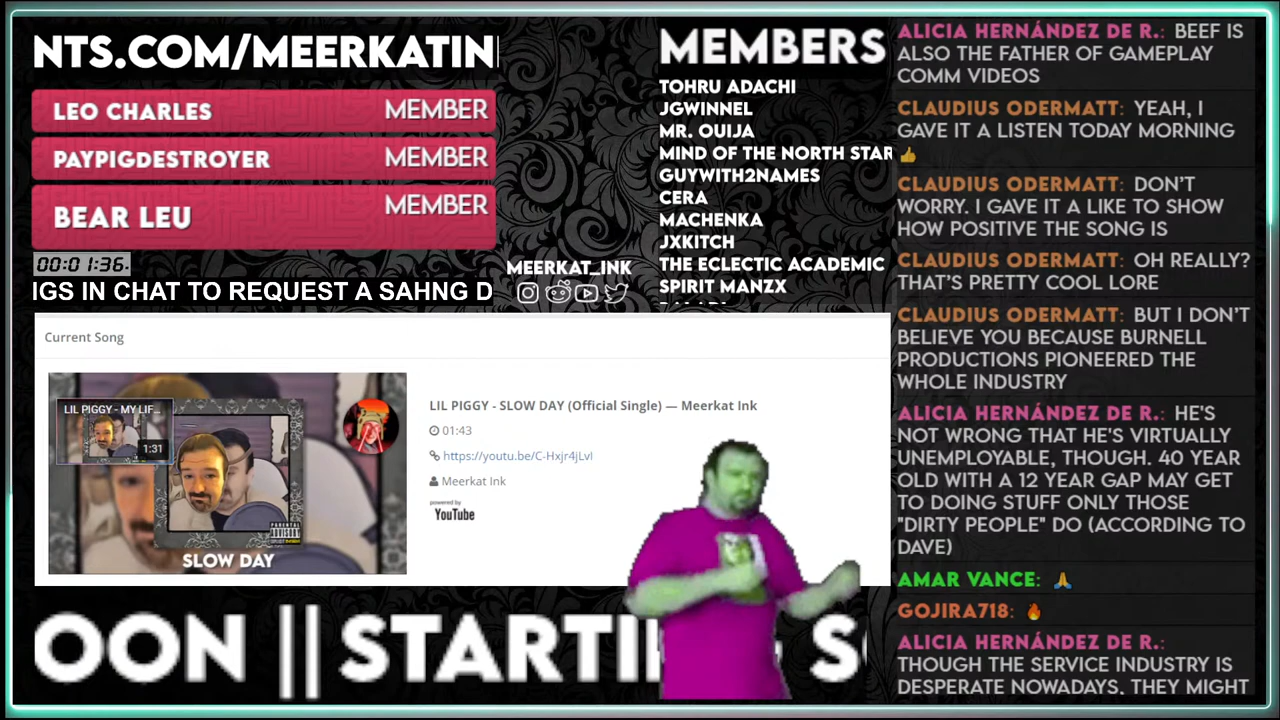 NTS.COM/MEERKATIN
LEO CHARLES MEMBER
PAYPIGDESTROYER MEMBER
BEAR LEU MEMBER
00:01:36.
IGS IN CHAT TO REQUEST A SAHNG D
MEERKAT_INK
MEMBERS
TOHRU ADACHI
JGWINNEL
MR. OUIJA
MIND OF THE NORTH STAR
GUYWITH2NAMES
CERA
MACHENKA
JXKITCH
THE ECLECTIC ACADEMIC
SPIRIT MANZX
Current Song
LIL PIGGY - MY LIF...
1:31
PARENTAL
ADVISORY
SLOW DAY
LIL PIGGY - SLOW DAY (Official Single) — Meerkat Ink
01:43
https://youtu.be/C-Hxjr4jLvI
Meerkat Ink
powered by
YouTube
OON || STARTI
ALICIA HERNÁNDEZ DE R.: BEEF IS
ALSO THE FATHER OF GAMEPLAY
COMM VIDEOS
CLAUDIUS ODERMATT: YEAH, I
GAVE IT A LISTEN TODAY MORNING
👍
CLAUDIUS ODERMATT: DON'T
WORRY. I GAVE IT A LIKE TO SHOW
HOW POSITIVE THE SONG IS
CLAUDIUS ODERMATT: OH REALLY?
THAT'S PRETTY COOL LORE
CLAUDIUS ODERMATT: BUT I DON'T
BELIEVE YOU BECAUSE BURNELL
PRODUCTIONS PIONEERED THE
WHOLE INDUSTRY
ALICIA HERNÁNDEZ DE R.: HE'S
NOT WRONG THAT HE'S VIRTUALLY
UNEMPLOYABLE, THOUGH. 40 YEAR
OLD WITH A 12 YEAR GAP MAY GET
TO DOING STUFF ONLY THOSE
"DIRTY PEOPLE" DO (ACCORDING TO
DAVE)
AMAR VANCE: 🙏
GOJIRA718: 🔥
ALICIA HERNÁNDEZ DE R.:
THOUGH THE SERVICE INDUSTRY IS
DESPERATE NOWADAYS, THEY MIGHT